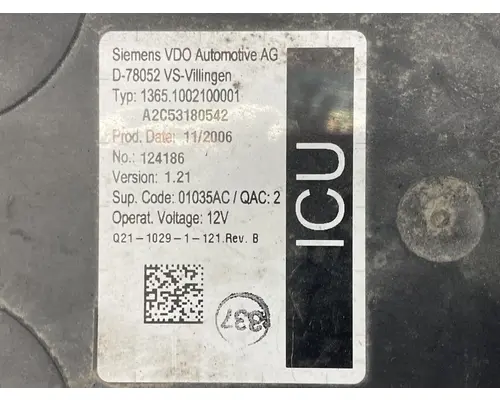 Siemens VDO Automotive AG
D-78052 VS-Villingen
Typ: 1365.1002100001
A2C53180542
Prod. Date: 11/2006
No.: 124186
Version: 1.21
Sup. Code: 01035AC / QAC: 2
Operat. Voltage: 12V
Q21-1029-1-121.Rev. B
ICU
337